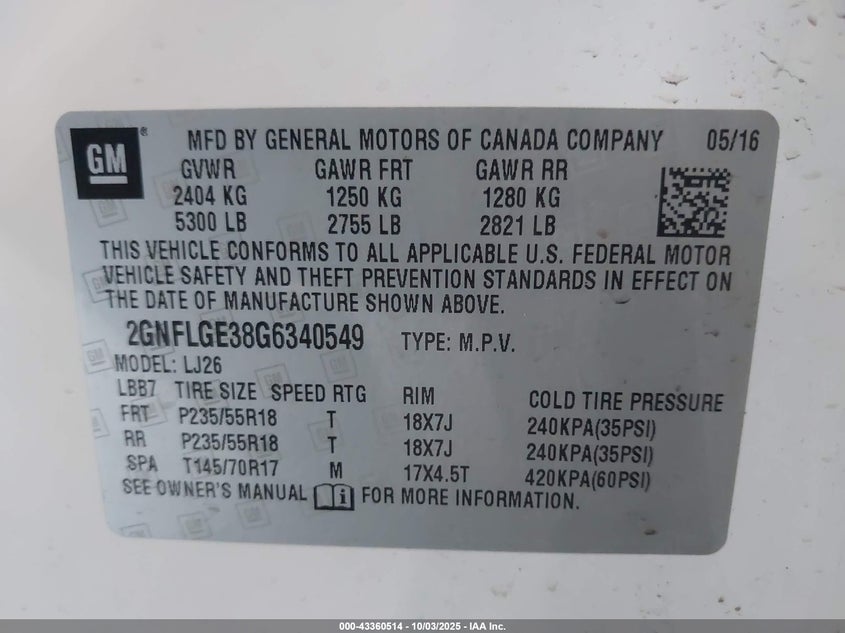 GM® MFD BY GENERAL MOTORS OF CANADA COMPANY 05/16
GVWR GAWR FRT GAWR RR
2404 KG 1250 KG 1280 KG
5300 LB 2755 LB 2821 LB
THIS VEHICLE CONFORMS TO ALL APPLICABLE U.S. FEDERAL MOTOR
VEHICLE SAFETY AND THEFT PREVENTION STANDARDS IN EFFECT ON
THE DATE OF MANUFACTURE SHOWN ABOVE.
2GNFLGE38G6340549 TYPE: M.P.V.
MODEL: LJ26
LBB7 TIRE SIZE SPEED RTG RIM COLD TIRE PRESSURE
FRT P235/55R18 T 18X7J 240KPA(35PSI)
RR P235/55R18 T 18X7J 240KPA(35PSI)
SPA T145/70R17 M 17X4.5T 420KPA(60PSI)
SEE OWNER'S MANUAL FOR MORE INFORMATION.
000-43360514 - 10/03/2025 - IAA Inc.